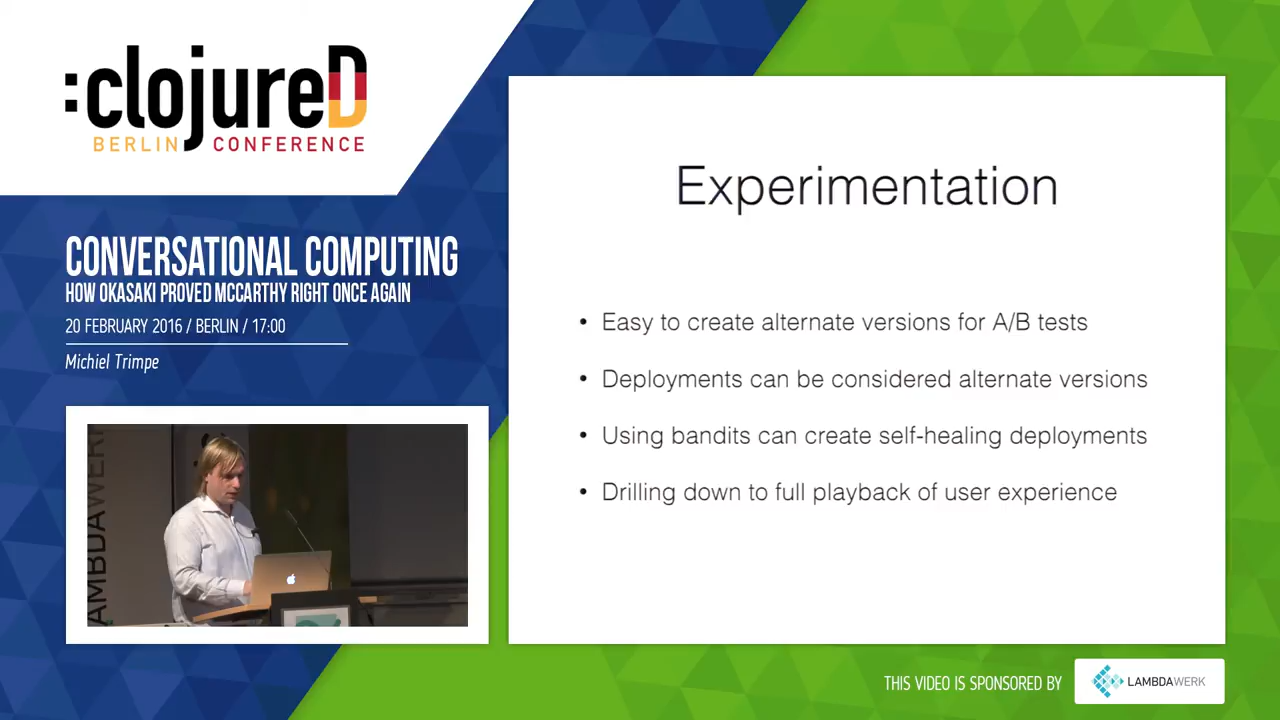 :clojureD
BERLIN CONFERENCE
CONVERSATIONAL COMPUTING
HOW OKASAKI PROVED MCCARTHY RIGHT ONCE AGAIN
20 FEBRUARY 2016 / BERLIN / 17:00
Michiel Trimpe
AMBDAWER
Experimentation
• Easy to create alternate versions for A/B tests
• Deployments can be considered alternate versions
• Using bandits can create self-healing deployments
• Drilling down to full playback of user experience
THIS VIDEO IS SPONSORED BY
LAMBDAWERK